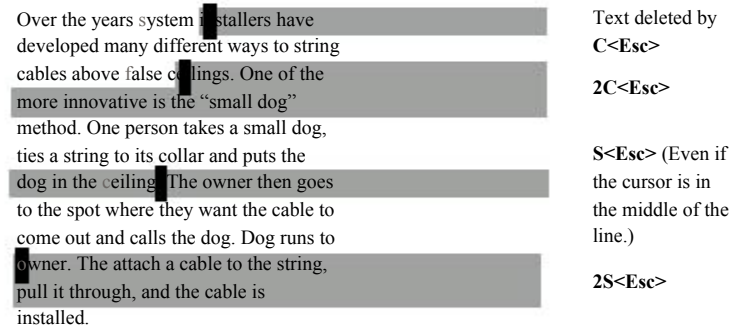 Over the years system installers have
developed many different ways to string
cables above false ceilings. One of the
more innovative is the “small dog”
method. One person takes a small dog,
ties a string to its collar and puts the
dog in the ceiling. The owner then goes
to the spot where they want the cable to
come out and calls the dog. Dog runs to
owner. The attach a cable to the string,
pull it through, and the cable is
installed.
Text deleted by
C<Esc>
2C<Esc>
S<Esc> (Even if
the cursor is in
the middle of the
line.)
2S<Esc>